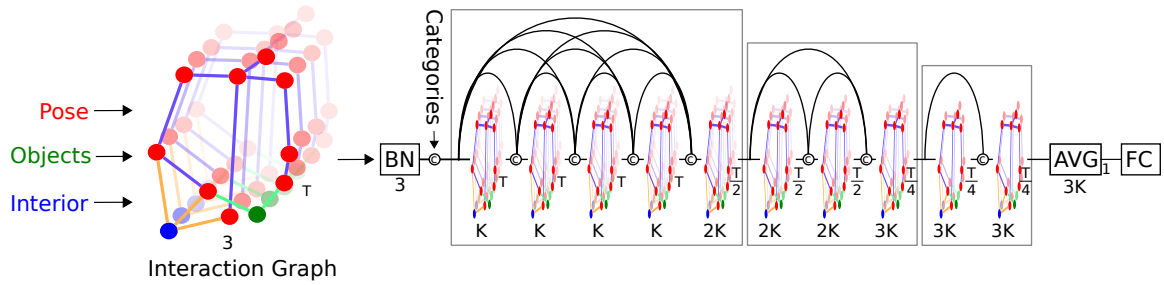 Pose
Objects
Interior
T
3
Interaction Graph
Categories
BN
3
©
© © © ©
T T T T T/2
K K K K 2K
© ©
T/2 T/2 T/4
2K 2K 3K
©
T/4 T/4
3K 3K
AVG
1
3K
FC